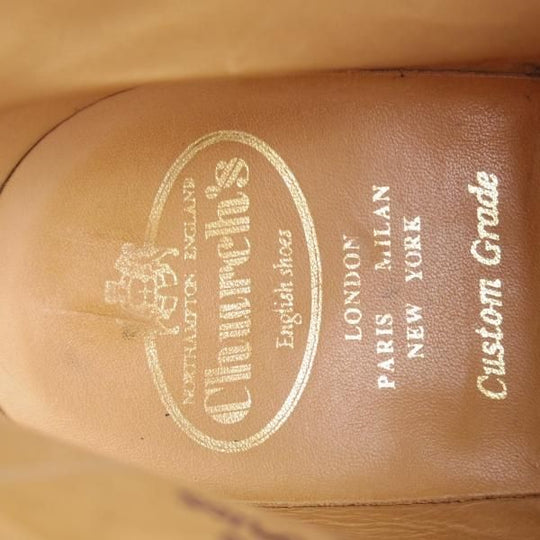 NORTHAMPTON ENGLAND
Church's
English shoes
LONDON
PARIS MILAN
NEW YORK
Custom Grade